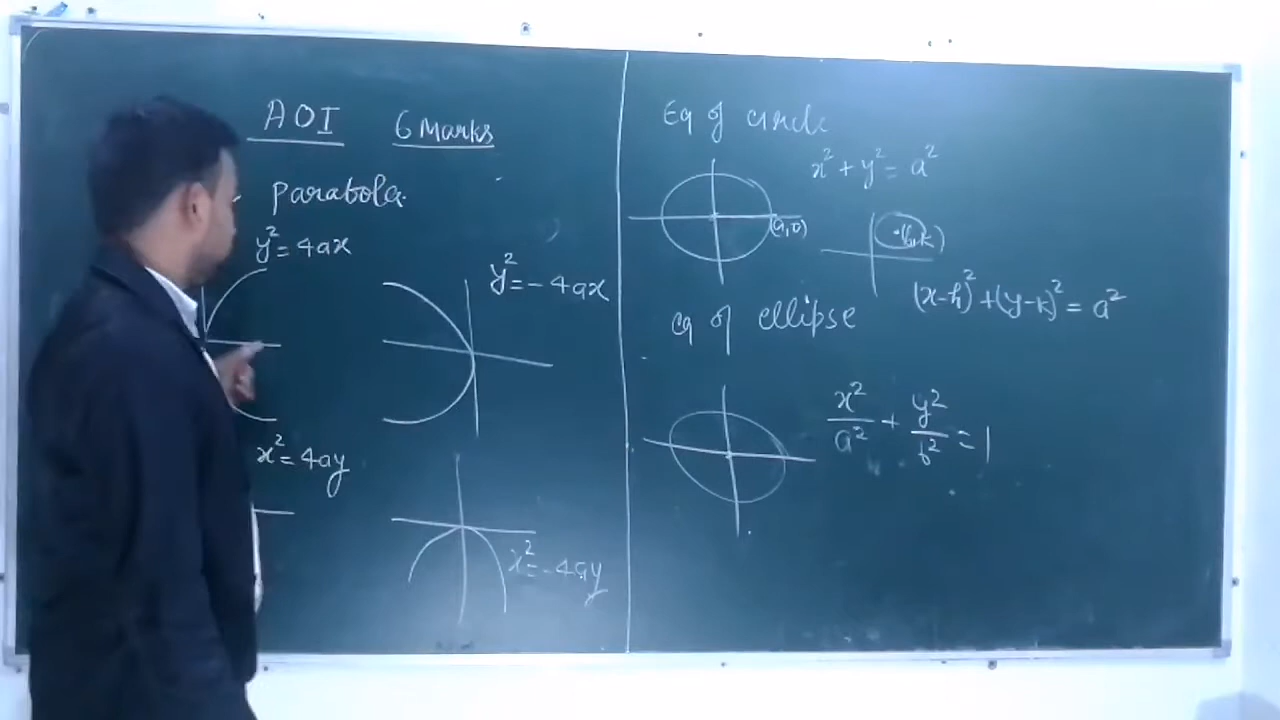 AOI 6 Marks
Parabola
y² = 4ax
y² = -4ax
x² = 4ay
x² = -4ay
Eq of circle
x² + y² = a²
(a,0)
(h,k)
(x-h)² + (y-k)² = a²
eq of ellipse
x²/a² + y²/b² = 1